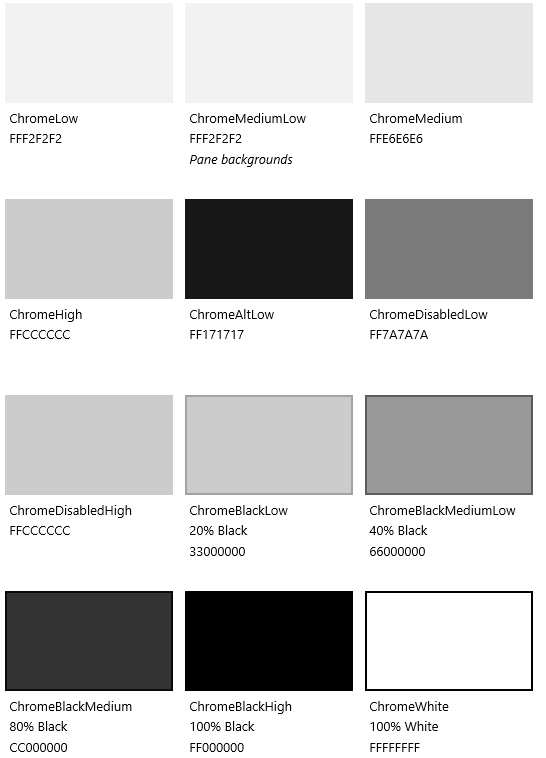 ChromeLow
FFF2F2F2
ChromeMediumLow
FFF2F2F2
Pane backgrounds
ChromeMedium
FFE6E6E6
ChromeHigh
FFCCCCCC
ChromeAltLow
FF171717
ChromeDisabledLow
FF7A7A7A
ChromeDisabledHigh
FFCCCCCC
ChromeBlackLow
20% Black
33000000
ChromeBlackMediumLow
40% Black
66000000
ChromeBlackMedium
80% Black
CC000000
ChromeBlackHigh
100% Black
FF000000
ChromeWhite
100% White
FFFFFFFF